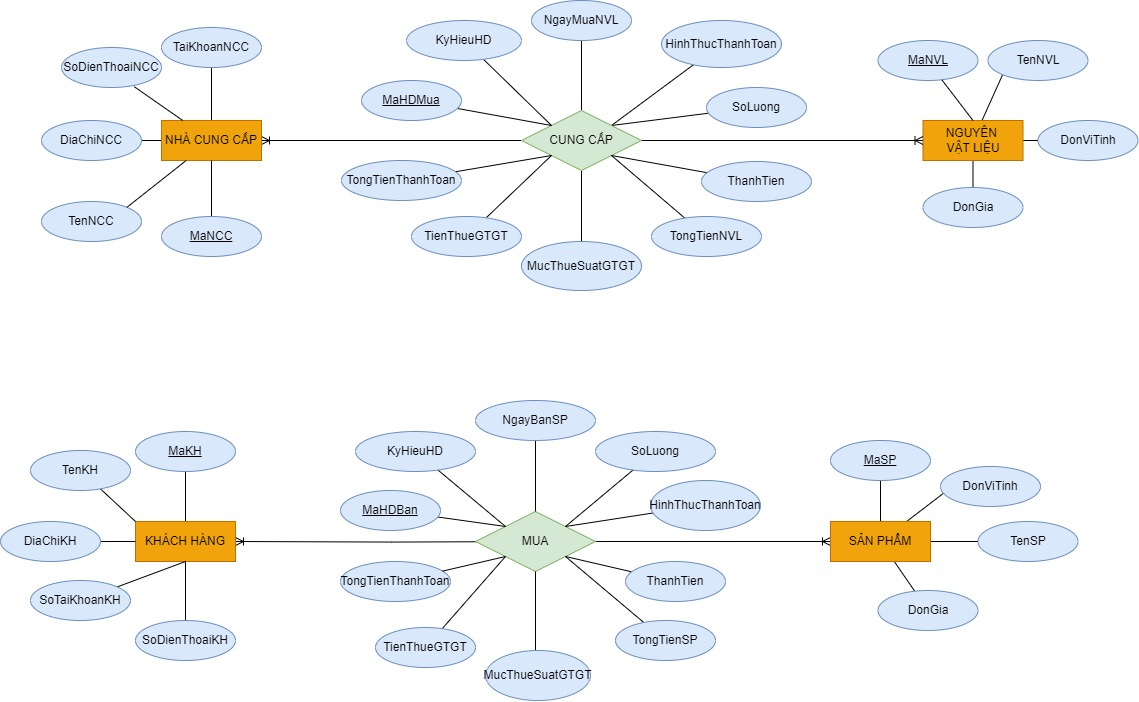 NgayMuaNVL
KyHieuHD
HinhThucThanhToan
TaiKhoanNCC
SoDienThoaiNCC
MaNVL
TenNVL
MaHDMua
SoLuong
DiaChiNCC
NHÀ CUNG CẤP
CUNG CẤP
NGUYÊN
VẬT LIỆU
DonViTinh
TongTienThanhToan
ThanhTien
TenNCC
MaNCC
TienThueGTGT
TongTienNVL
DonGia
MucThueSuatGTGT
NgayBanSP
KyHieuHD
SoLuong
MaKH
TenKH
MaSP
DonViTinh
MaHDBan
HinhThucThanhToan
DiaChiKH
KHÁCH HÀNG
MUA
SẢN PHẨM
TenSP
TongTienThanhToan
ThanhTien
SoTaiKhoanKH
DonGia
SoDienThoaiKH
TienThueGTGT
TongTienSP
MucThueSuatGTGT